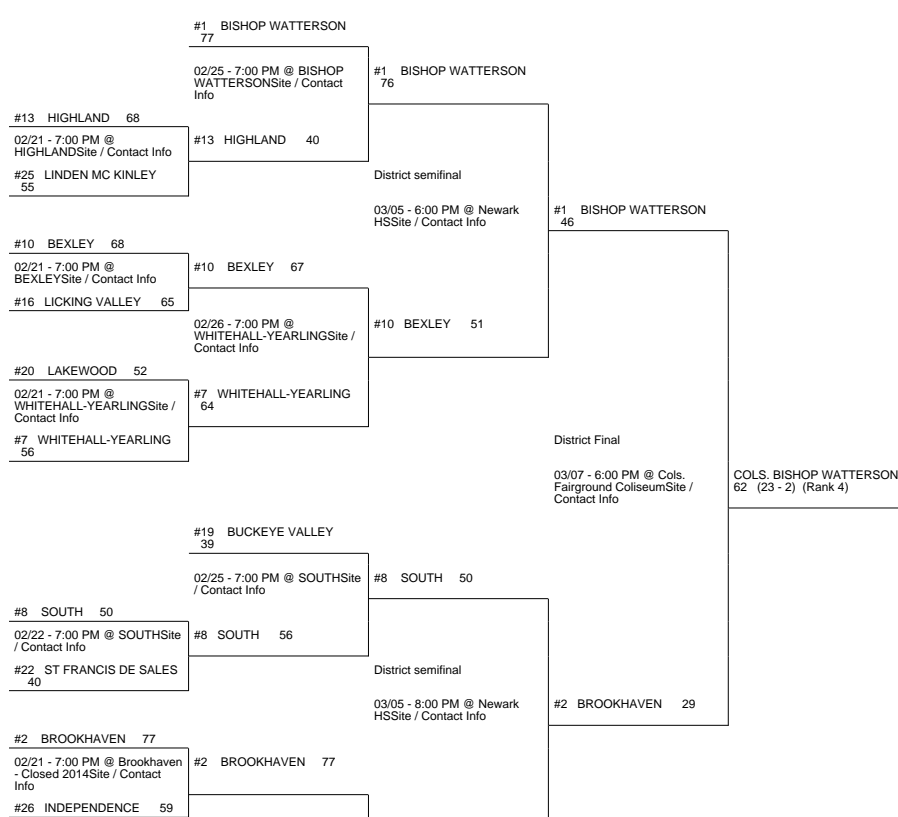 #1 BISHOP WATTERSON
77
02/25 - 7:00 PM @ BISHOP
WATTERSONSite / Contact
Info
#1 BISHOP WATTERSON
76
#13 HIGHLAND 68
02/21 - 7:00 PM @
HIGHLANDSite / Contact Info
#13 HIGHLAND 40
#25 LINDEN MC KINLEY
55
District semifinal
03/05 - 6:00 PM @ Newark
HSSite / Contact Info
#1 BISHOP WATTERSON
46
#10 BEXLEY 68
02/21 - 7:00 PM @
BEXLEYSite / Contact Info
#10 BEXLEY 67
#16 LICKING VALLEY 65
02/26 - 7:00 PM @
WHITEHALL-YEARLINGSite /
Contact Info
#10 BEXLEY 51
#20 LAKEWOOD 52
02/21 - 7:00 PM @
WHITEHALL-YEARLINGSite /
Contact Info
#7 WHITEHALL-YEARLING
64
#7 WHITEHALL-YEARLING
56
District Final
03/07 - 6:00 PM @ Cols.
Fairground ColiseumSite /
Contact Info
COLS. BISHOP WATTERSON
62 (23 - 2) (Rank 4)
#19 BUCKEYE VALLEY
39
02/25 - 7:00 PM @ SOUTHSite
/ Contact Info
#8 SOUTH 50
#8 SOUTH 50
02/22 - 7:00 PM @ SOUTHSite
/ Contact Info
#8 SOUTH 56
#22 ST FRANCIS DE SALES
40
District semifinal
03/05 - 8:00 PM @ Newark
HSSite / Contact Info
#2 BROOKHAVEN 29
#2 BROOKHAVEN 77
02/21 - 7:00 PM @ Brookhaven
- Closed 2014Site / Contact
Info
#2 BROOKHAVEN 77
#26 INDEPENDENCE 59